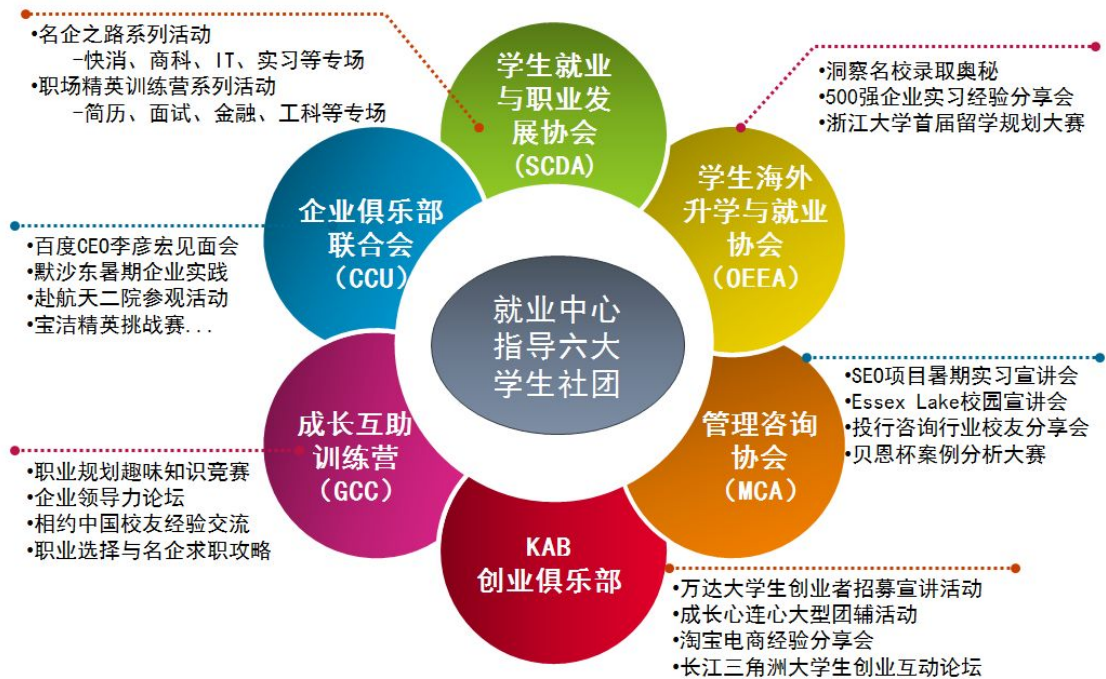 •名企之路系列活动
-快消、商科、IT、实习等专场
•职场精英训练营系列活动
-简历、面试、金融、工科等专场
学生就业
与职业发
展协会
(SCDA)
•洞察名校录取奥秘
•500强企业实习经验分享会
•浙江大学首届留学规划大赛
学生海外
升学与就业
协会
(OEEA)
企业俱乐部
联合会
(CCU)
•百度CEO李彦宏见面会
•默沙东暑期企业实践
•赴航天二院参观活动
•宝洁精英挑战赛...
就业中心
指导六大
学生社团
•SEO项目暑期实习宣讲会
•Essex Lake校园宣讲会
•投行咨询行业校友分享会
•贝恩杯案例分析大赛
管理咨询
协会
(MCA)
成长互助
训练营
(GCC)
•职业规划趣味知识竞赛
•企业领导力论坛
•相约中国校友经验交流
•职业选择与名企求职攻略
KAB
创业俱乐部
•万达大学生创业者招募宣讲活动
•成长心连心大型团辅活动
•淘宝电商经验分享会
•长江三角洲大学生创业互动论坛